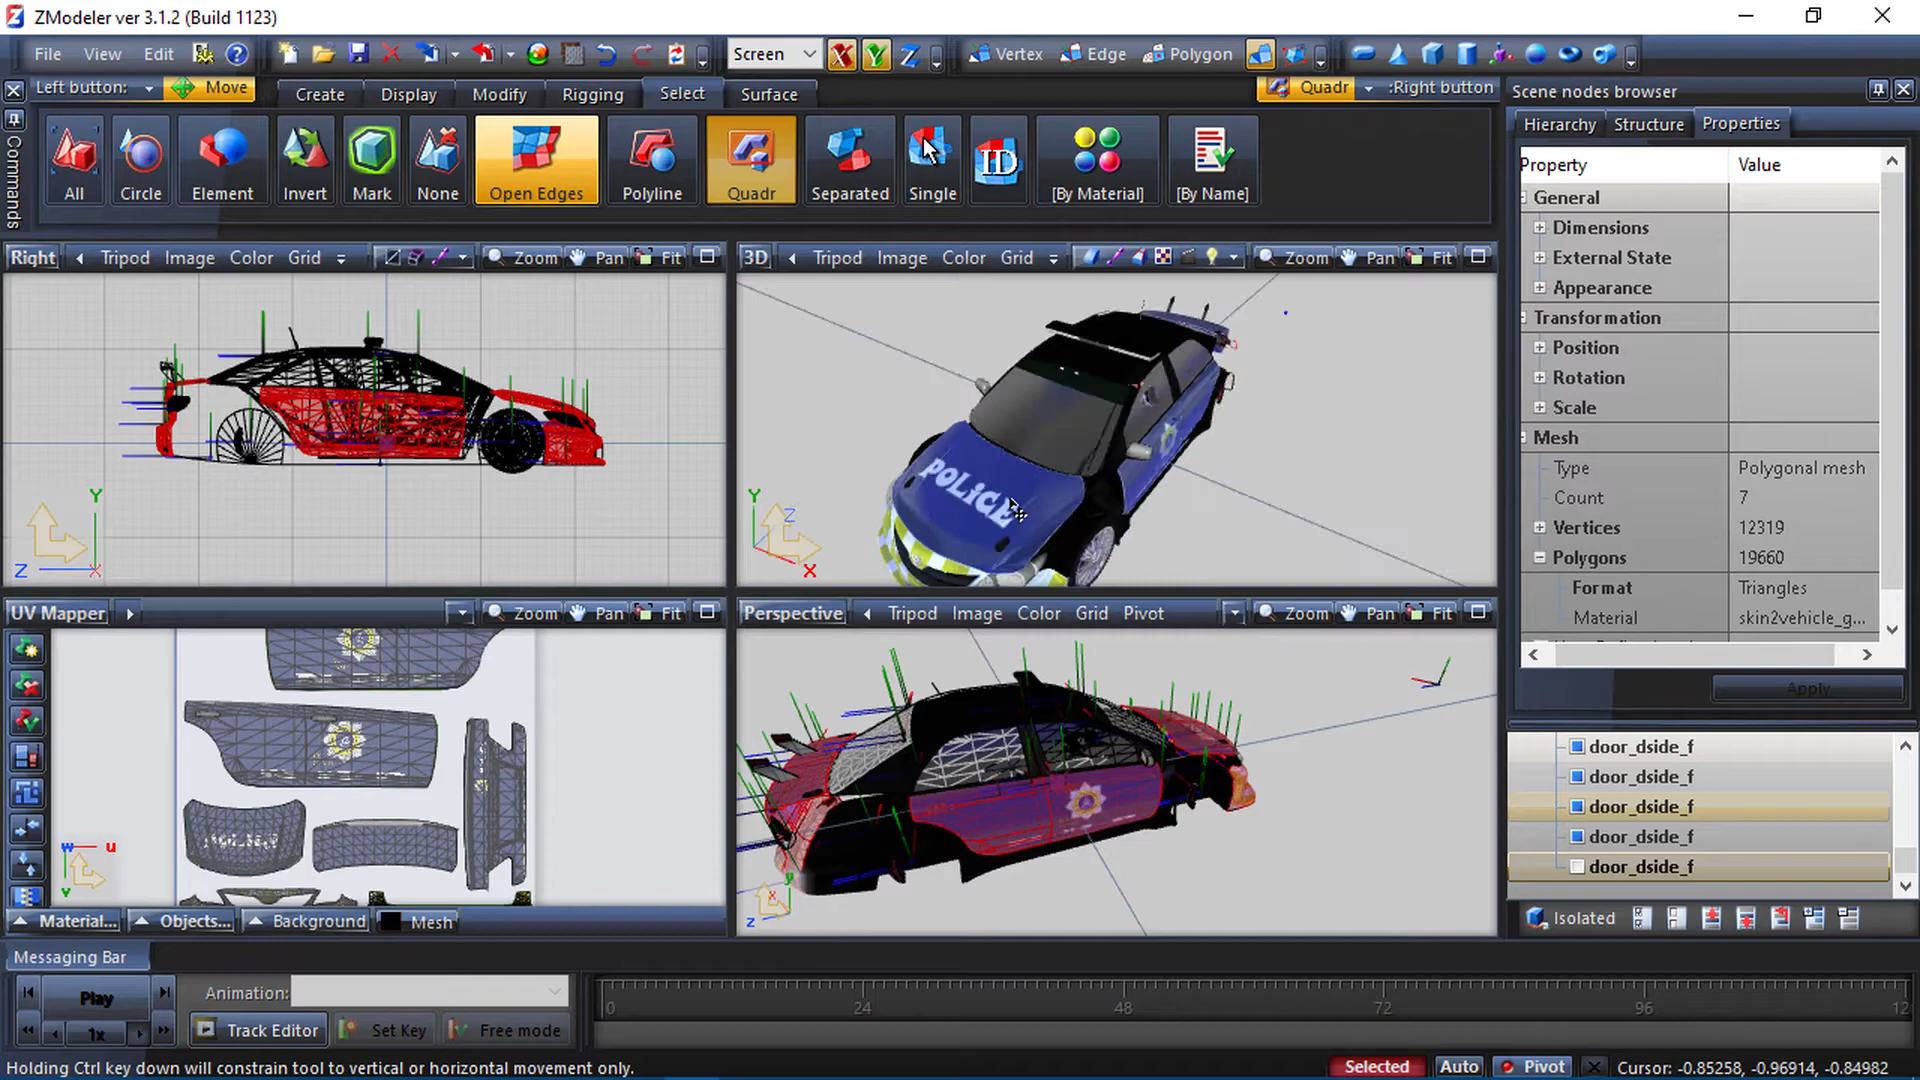 ZModeler ver 3.1.2 (Build 1123)
File View Edit Screen Vertex Edge Polygon
Left button: Move Create Display Modify Rigging Select Surface Quadr :Right button
Scene nodes browser
Commands
All Circle Element Invert Mark None Open Edges Polyline Quadr Separated Single ID [By Material] [By Name]
Hierarchy Structure Properties
Property Value
General
Dimensions
External State
Appearance
Transformation
Position
Rotation
Scale
Mesh
Type Polygonal mesh
Count 7
Vertices 12319
Polygons 19660
Format Triangles
Material skin2vehicle_g...
Apply
Right Tripod Image Color Grid Zoom Pan Fit
Y
Z X
3D Tripod Image Color Grid Zoom Pan Fit
POLICE
Y Z
X
UV Mapper Zoom Pan Fit
POLICE
w u
v
Material... Objects... Background Mesh
Perspective Tripod Image Color Grid Pivot Zoom Pan Fit
y
x
z
door_dside_f
door_dside_f
door_dside_f
door_dside_f
door_dside_f
Isolated
Messaging Bar
Play
1x
Animation:
Track Editor Set Key Free mode
0 24 48 72 96 12
Holding Ctrl key down will constrain tool to vertical or horizontal movement only.
Selected Auto Pivot Cursor: -0.85258, -0.96914, -0.84982